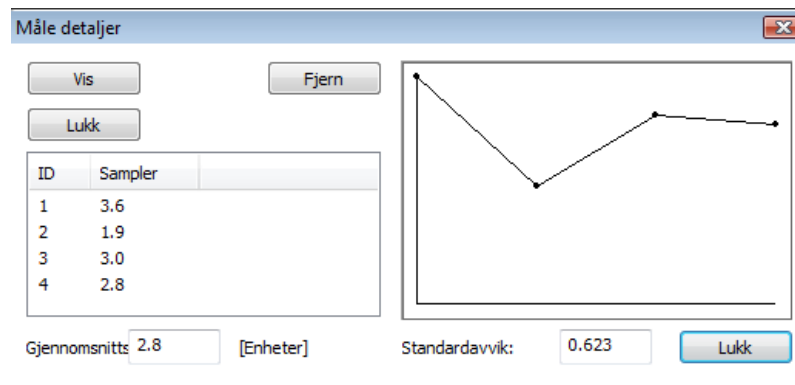 Måle detaljer
Vis
Fjern
Lukk
ID Sampler
1 3.6
2 1.9
3 3.0
4 2.8
Gjennomsnitts 2.8 [Enheter]
Standardavvik: 0.623
Lukk